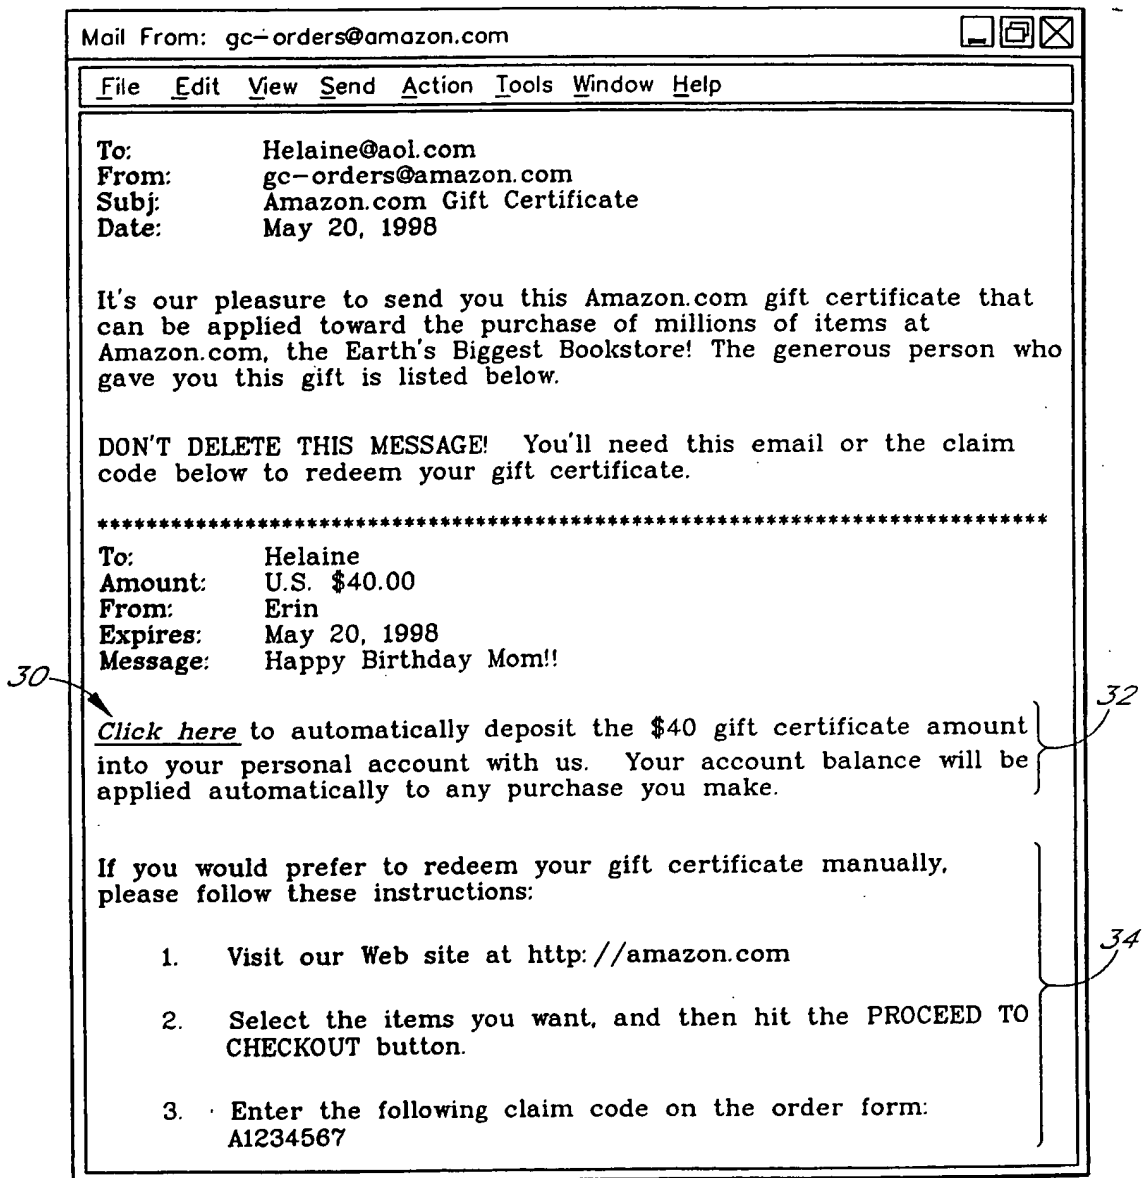 Mail From: gc-orders@amazon.com
File Edit View Send Action Tools Window Help
To: Helaine@aol.com
From: gc-orders@amazon.com
Subj: Amazon.com Gift Certificate
Date: May 20, 1998
It's our pleasure to send you this Amazon.com gift certificate that
can be applied toward the purchase of millions of items at
Amazon.com, the Earth's Biggest Bookstore! The generous person who
gave you this gift is listed below.
DON'T DELETE THIS MESSAGE! You'll need this email or the claim
code below to redeem your gift certificate.
******************************************************************************
To: Helaine
Amount: U.S. $40.00
From: Erin
Expires: May 20, 1998
Message: Happy Birthday Mom!!
30
32
Click here to automatically deposit the $40 gift certificate amount
into your personal account with us. Your account balance will be
applied automatically to any purchase you make.
If you would prefer to redeem your gift certificate manually,
please follow these instructions:
34
1. Visit our Web site at http://amazon.com
2. Select the items you want, and then hit the PROCEED TO
CHECKOUT button.
3. Enter the following claim code on the order form:
A1234567